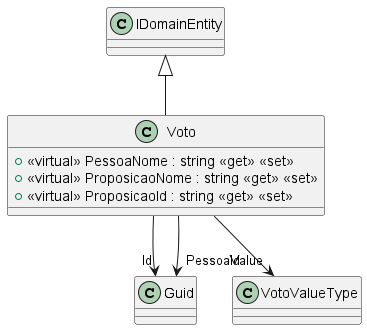 C IDomainEntity
C Voto
«virtual» PessoaNome : string «get» «set»
«virtual» ProposicaoNome : string «get» «set»
«virtual» ProposicaoId : string «get» «set»
Id PessoaId Value
C Guid
C VotoValueType